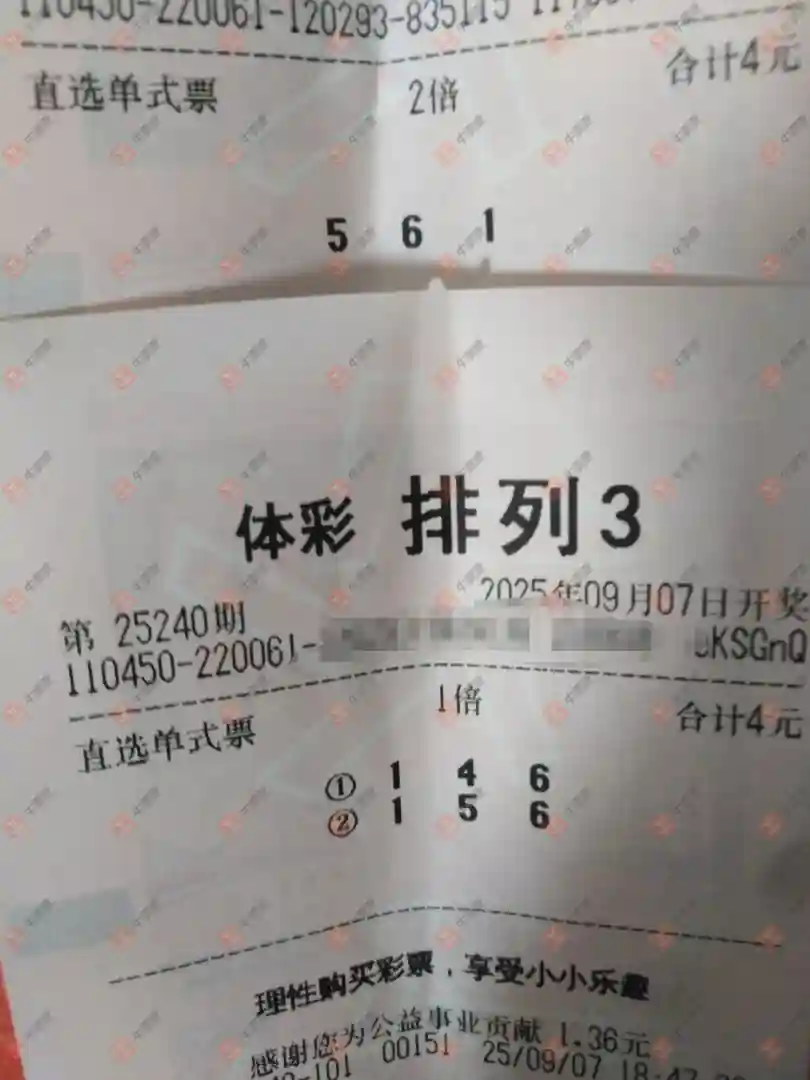 110450-220061-120293-835115
直选单式票 2倍 合计4元
5 6 1
体彩 排列3
第 25240期 2025年09月07日开奖
110450-220061- KSGnQ
直选单式票 1倍 合计4元
① 1 4 6
② 1 5 6
理性购买彩票，享受小小乐趣
感谢您为公益事业贡献 1.36元
-101 00151 25/09/07 18:47